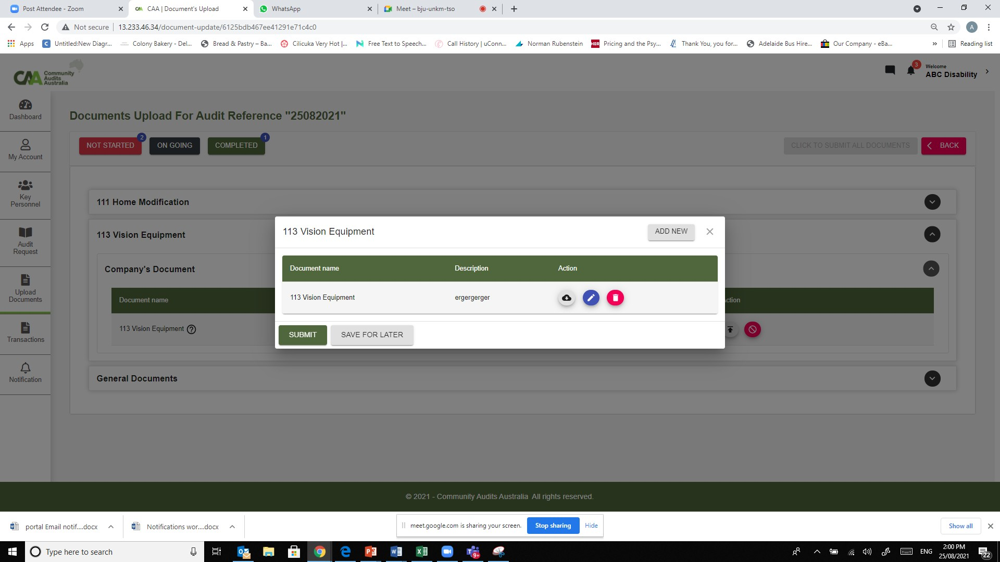 Post Attendee - Zoom
CAA | Document's Upload
WhatsApp
Meet – bju-unkm-tso
Not secure
13.233.46.34/document-update/6125bdb467ee41291e71c4c0
A
Apps
Untitled:New Diagr...
Colony Bakery - Del...
Bread & Pastry – Ba...
Cilicuka Very Hot |...
Free Text to Speech...
Call History | uConn...
Norman Rubenstein
HBR
Pricing and the Psy...
Thank You, you for...
Adelaide Bus Hire...
Our Company - eBa...
»
Reading list
CAA Community
Audits
Australia
3
Welcome
ABC Disability
Dashboard
My Account
Key
Personnel
Audit
Request
Upload
Documents
Transactions
Notification
Documents Upload For Audit Reference "25082021"
NOT STARTED 2
ON GOING
COMPLETED 1
CLICK TO SUBMIT ALL DOCUMENTS
BACK
111 Home Modification
113 Vision Equipment
Company's Document
Document name
Action
113 Vision Equipment
General Documents
113 Vision Equipment
ADD NEW
Document name
Description
Action
113 Vision Equipment
ergergerger
SUBMIT
SAVE FOR LATER
© 2021 - Community Audits Australia All rights reserved.
portal Email notif....docx
Notifications wor....docx
meet.google.com is sharing your screen.
Stop sharing
Hide
Show all
Type here to search
9+
ENG
2:00 PM
25/08/2021
22